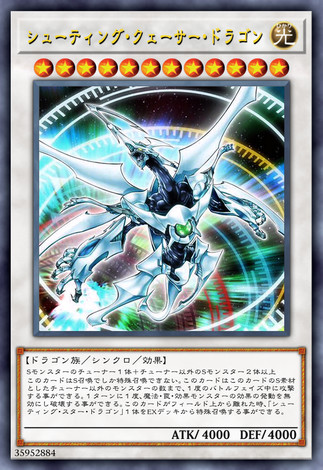 シューティング・クェーサー・ドラゴン
光
【ドラゴン族／シンクロ／効果】
Sモンスターのチューナー１体＋チューナー以外のSモンスター２体以上
このカードはS召喚でしか特殊召喚できない。このカードはこのカードのS素材
としたチューナー以外のモンスターの数まで、１度のバトルフェイズ中に攻撃
する事ができる。１ターンに１度、魔法・罠・効果モンスターの効果の発動を無
効にし破壊する事ができる。このカードがフィールド上から離れた時、「シュー
ティング・スター・ドラゴン」１体をEXデッキから特殊召喚する事ができる。
ATK/ 4000 DEF/ 4000
35952884